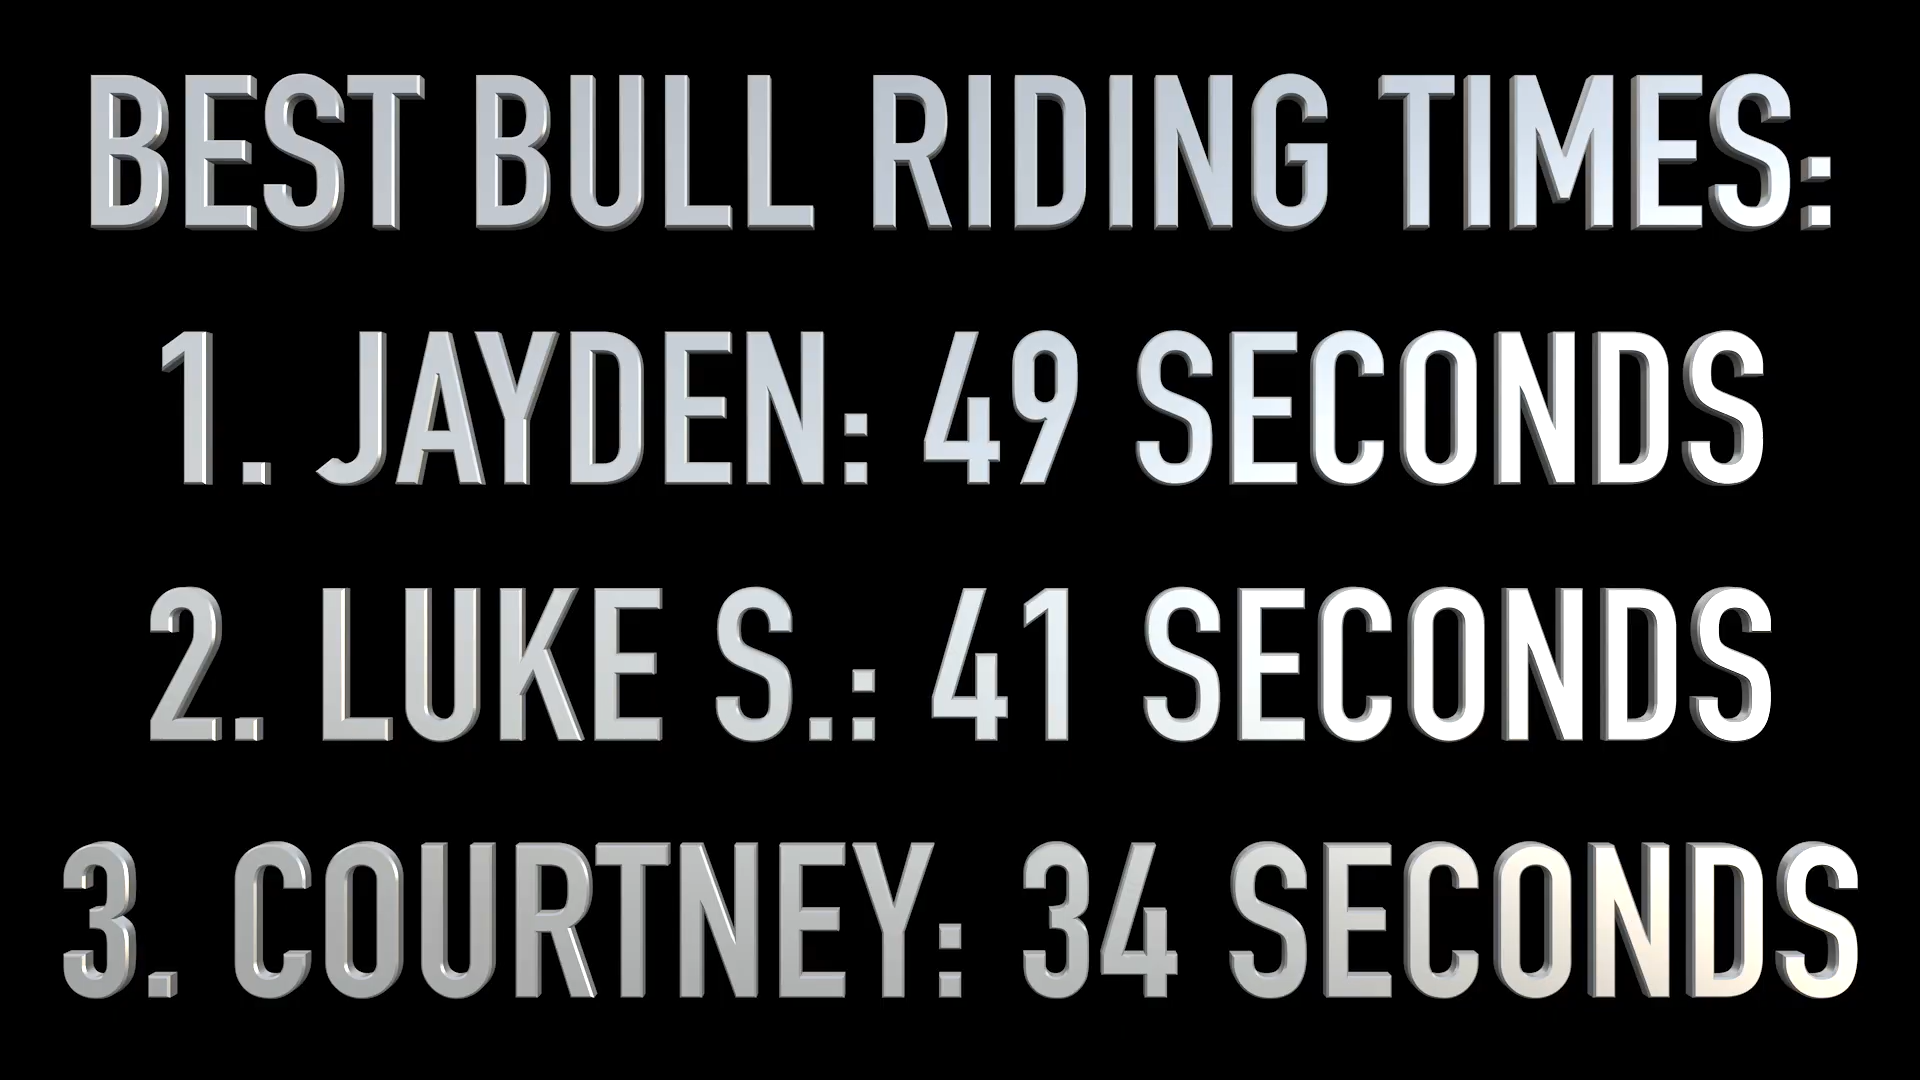 BEST BULL RIDING TIMES:
1. JAYDEN: 49 SECONDS
2. LUKE S.: 41 SECONDS
3. COURTNEY: 34 SECONDS